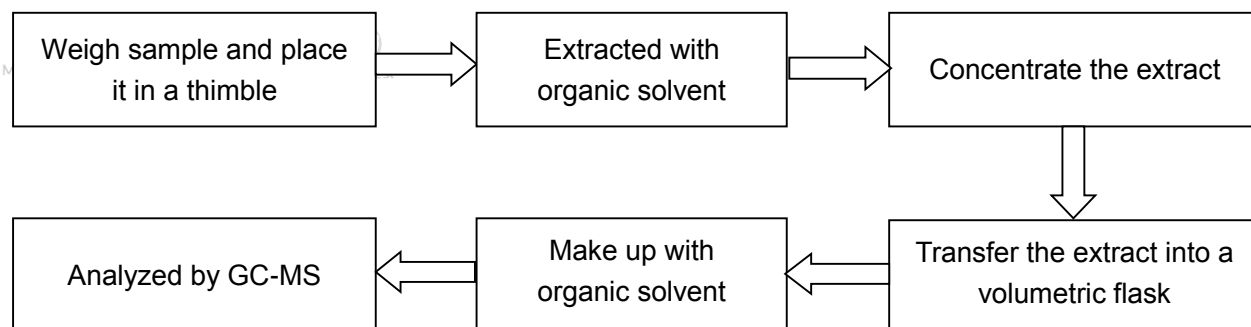 Weigh sample and place
it in a thimble
Extracted with
organic solvent
Concentrate the extract
Transfer the extract into a
volumetric flask
Make up with
organic solvent
Analyzed by GC-MS